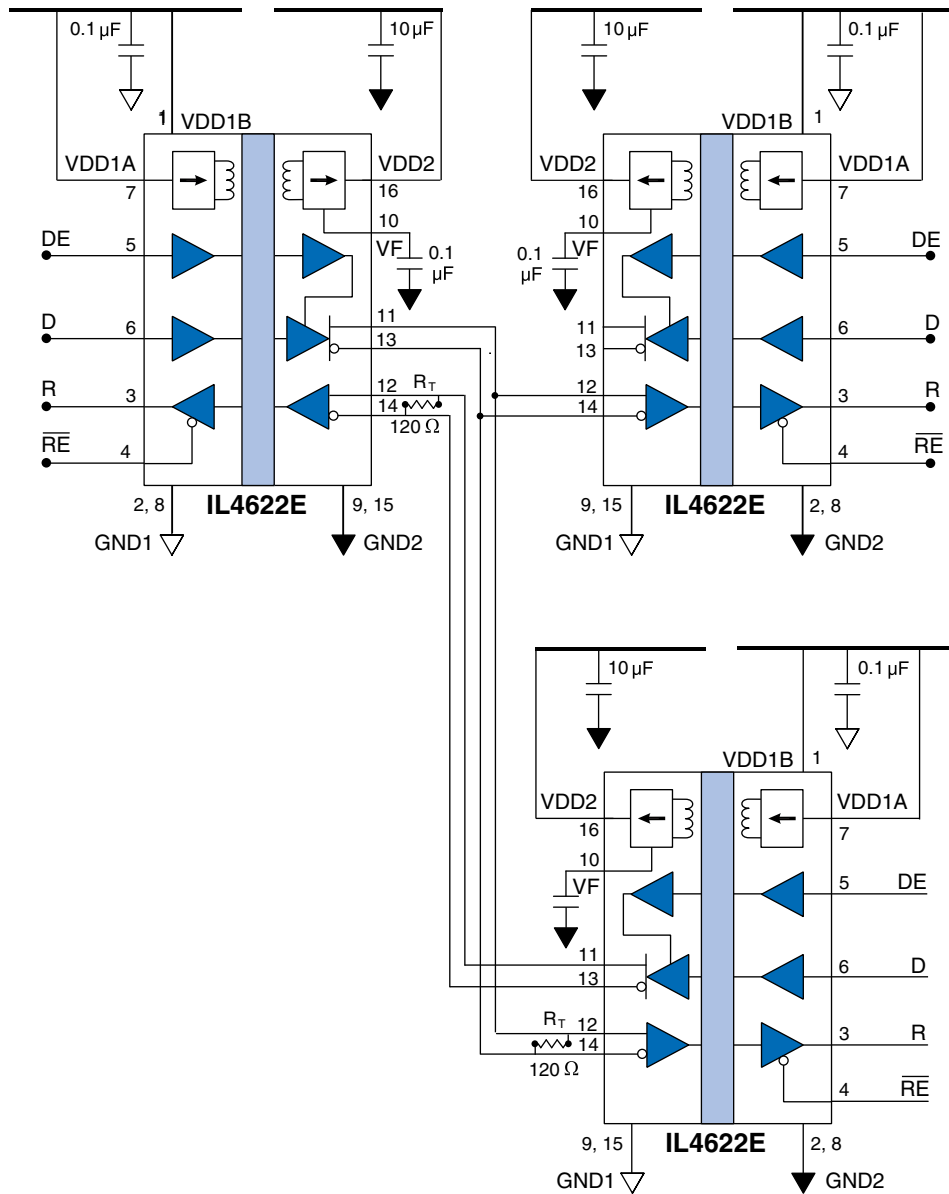 0.1 µF
10 µF
1
VDD1B
VDD1A
7
VDD2
16
10
VF
0.1
µF
DE
5
D
6
11
13
R
3
12
14
RT
120 Ω
RE
4
2, 8
IL4622E
9, 15
GND1
GND2
10 µF
0.1 µF
VDD1B
1
VDD2
16
VDD1A
7
10
VF
0.1
µF
5
DE
11
13
6
D
12
14
3
R
4
RE
9, 15
IL4622E
2, 8
GND1
GND2
10 µF
0.1 µF
VDD1B
1
VDD2
16
VDD1A
7
10
VF
5
DE
11
13
6
D
RT
12
14
120 Ω
3
R
4
RE
9, 15
IL4622E
2, 8
GND1
GND2